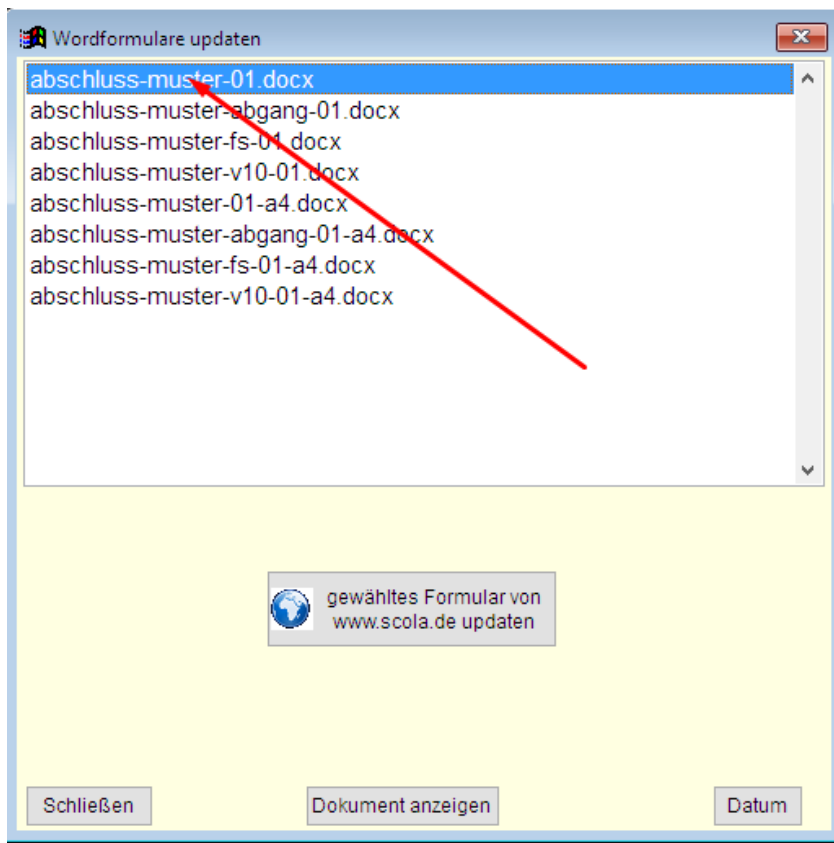 Wordformulare updaten
abschluss-muster-01.docx
abschluss-muster-abgang-01.docx
abschluss-muster-fs-01.docx
abschluss-muster-v10-01.docx
abschluss-muster-01-a4.docx
abschluss-muster-abgang-01-a4.docx
abschluss-muster-fs-01-a4.docx
abschluss-muster-v10-01-a4.docx
gewähltes Formular von
www.scola.de updaten
Schließen
Dokument anzeigen
Datum